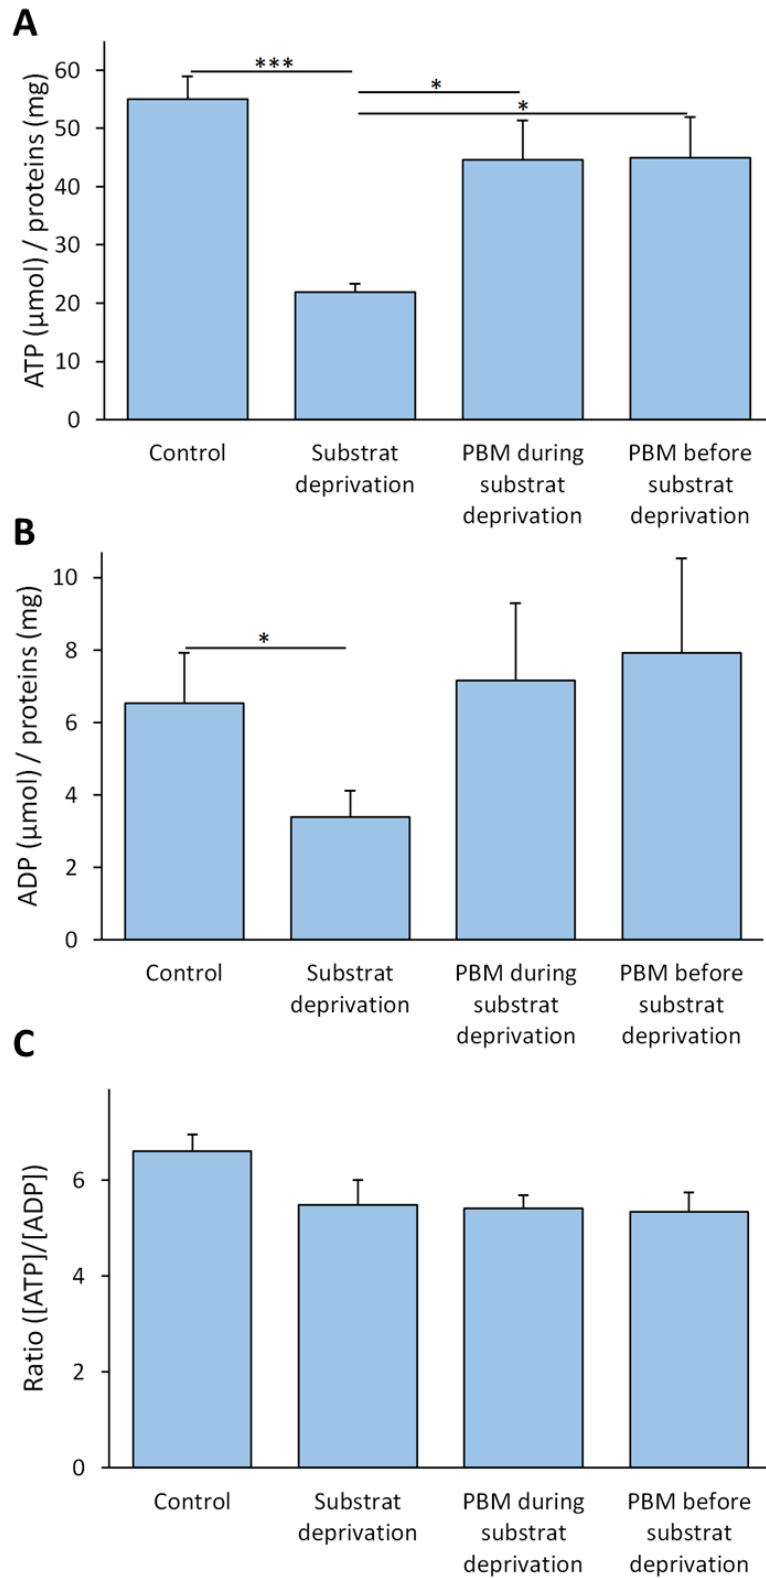 A
ATP (μmol) / proteins (mg)
60
50
40
30
20
10
0
***
*
*
Control
Substrat
deprivation
PBM during
substrat
deprivation
PBM before
substrat
deprivation
B
ADP (μmol) / proteins (mg)
10
8
6
4
2
0
*
Control
Substrat
deprivation
PBM during
substrat
deprivation
PBM before
substrat
deprivation
C
Ratio ([ATP]/[ADP])
6
4
2
0
Control
Substrat
deprivation
PBM during
substrat
deprivation
PBM before
substrat
deprivation